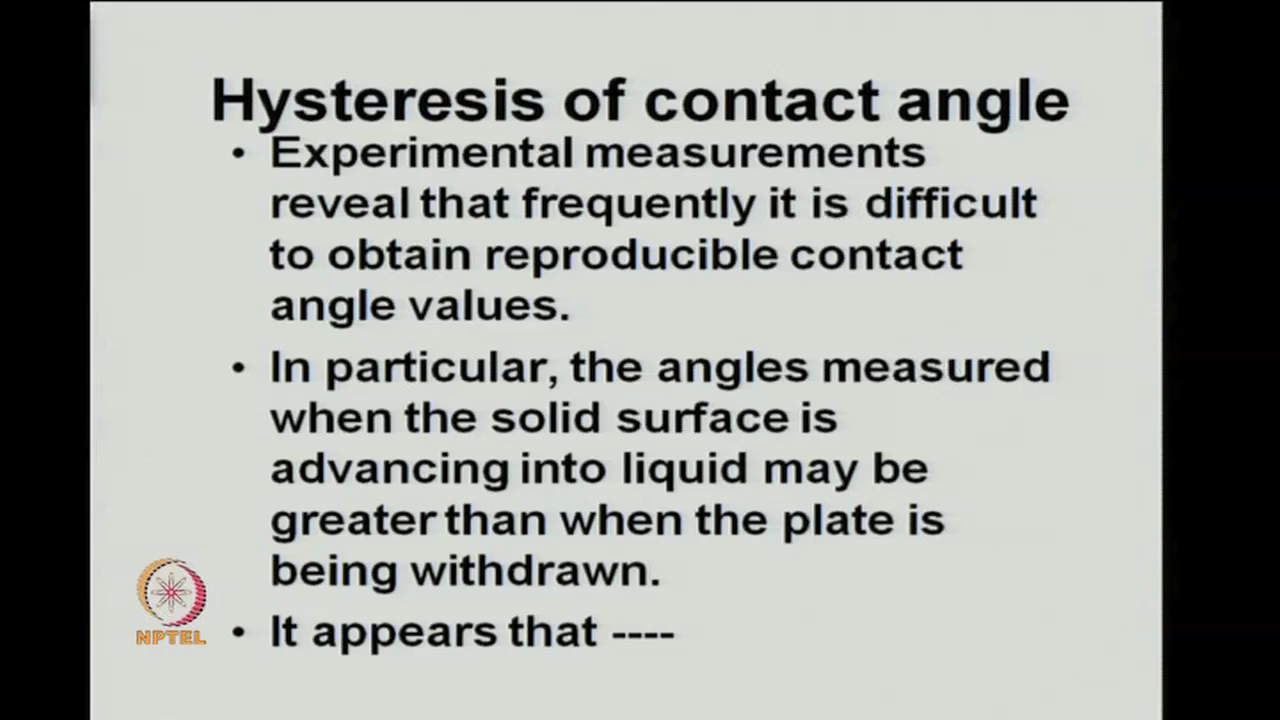 Hysteresis of contact angle
• Experimental measurements
reveal that frequently it is difficult
to obtain reproducible contact
angle values.
• In particular, the angles measured
when the solid surface is
advancing into liquid may be
greater than when the plate is
being withdrawn.
• It appears that ----
NPTEL